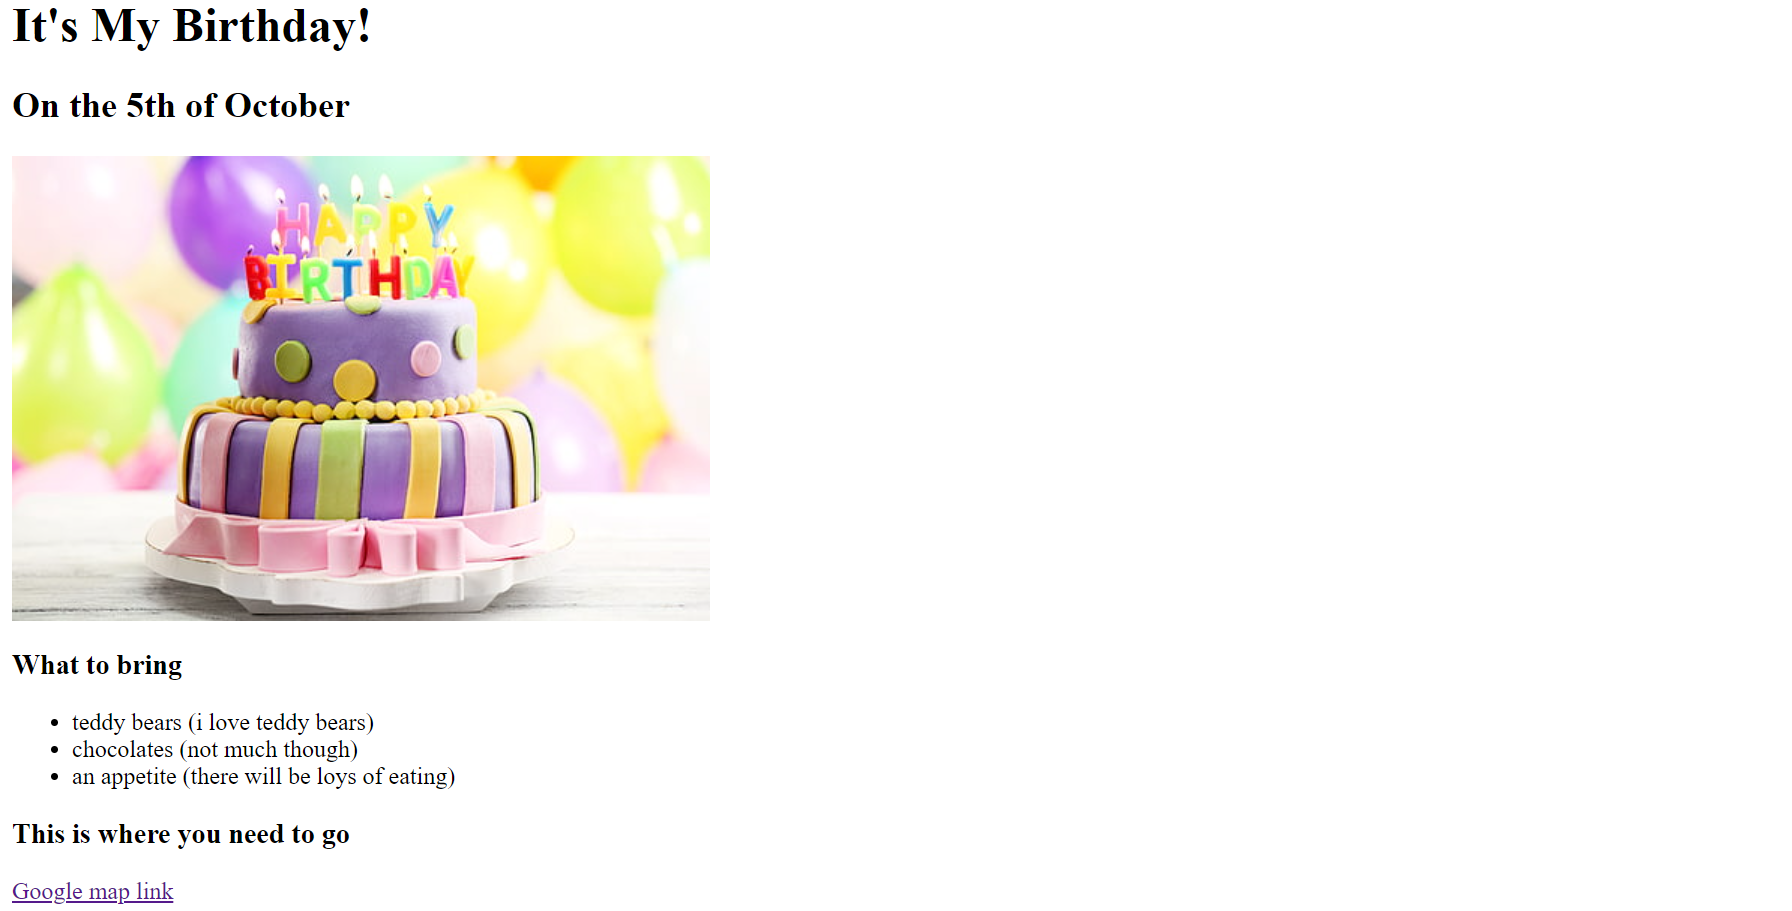 It's My Birthday!
On the 5th of October
HAPPY
BIRTHDAY
What to bring
teddy bears (i love teddy bears)
chocolates (not much though)
an appetite (there will be loys of eating)
This is where you need to go
Google map link